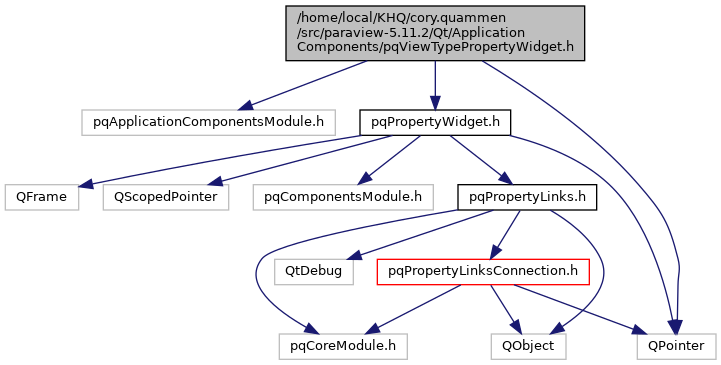 /home/local/KHQ/cory.quammen
/src/paraview-5.11.2/Qt/Application
Components/pqViewTypePropertyWidget.h
pqApplicationComponentsModule.h
pqPropertyWidget.h
QFrame
QScopedPointer
pqComponentsModule.h
pqPropertyLinks.h
QtDebug
pqPropertyLinksConnection.h
pqCoreModule.h
QObject
QPointer